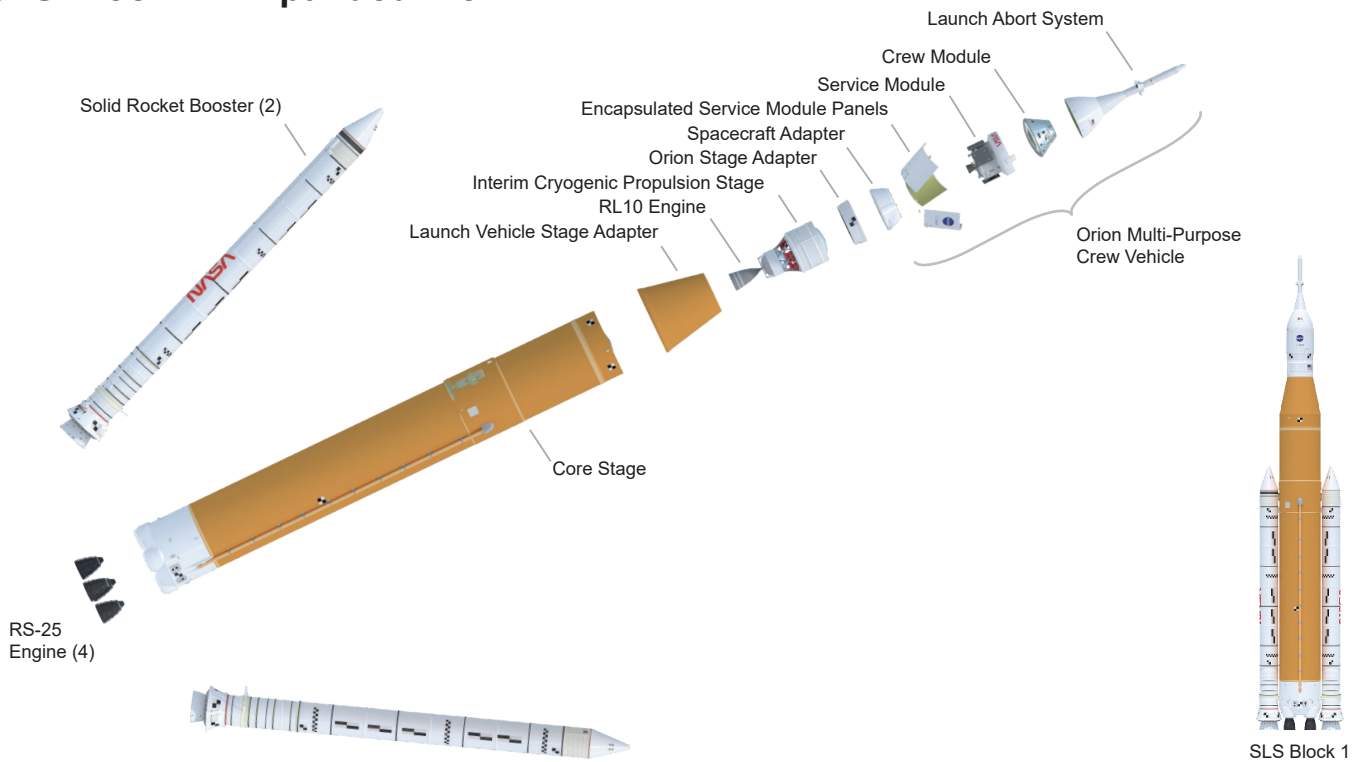 Launch Abort System
Crew Module
Service Module
Solid Rocket Booster (2)
Encapsulated Service Module Panels
Spacecraft Adapter
Orion Stage Adapter
Interim Cryogenic Propulsion Stage
RL10 Engine
Launch Vehicle Stage Adapter
Orion Multi-Purpose
Crew Vehicle
NASA
Core Stage
RS-25
Engine (4)
SLS Block 1